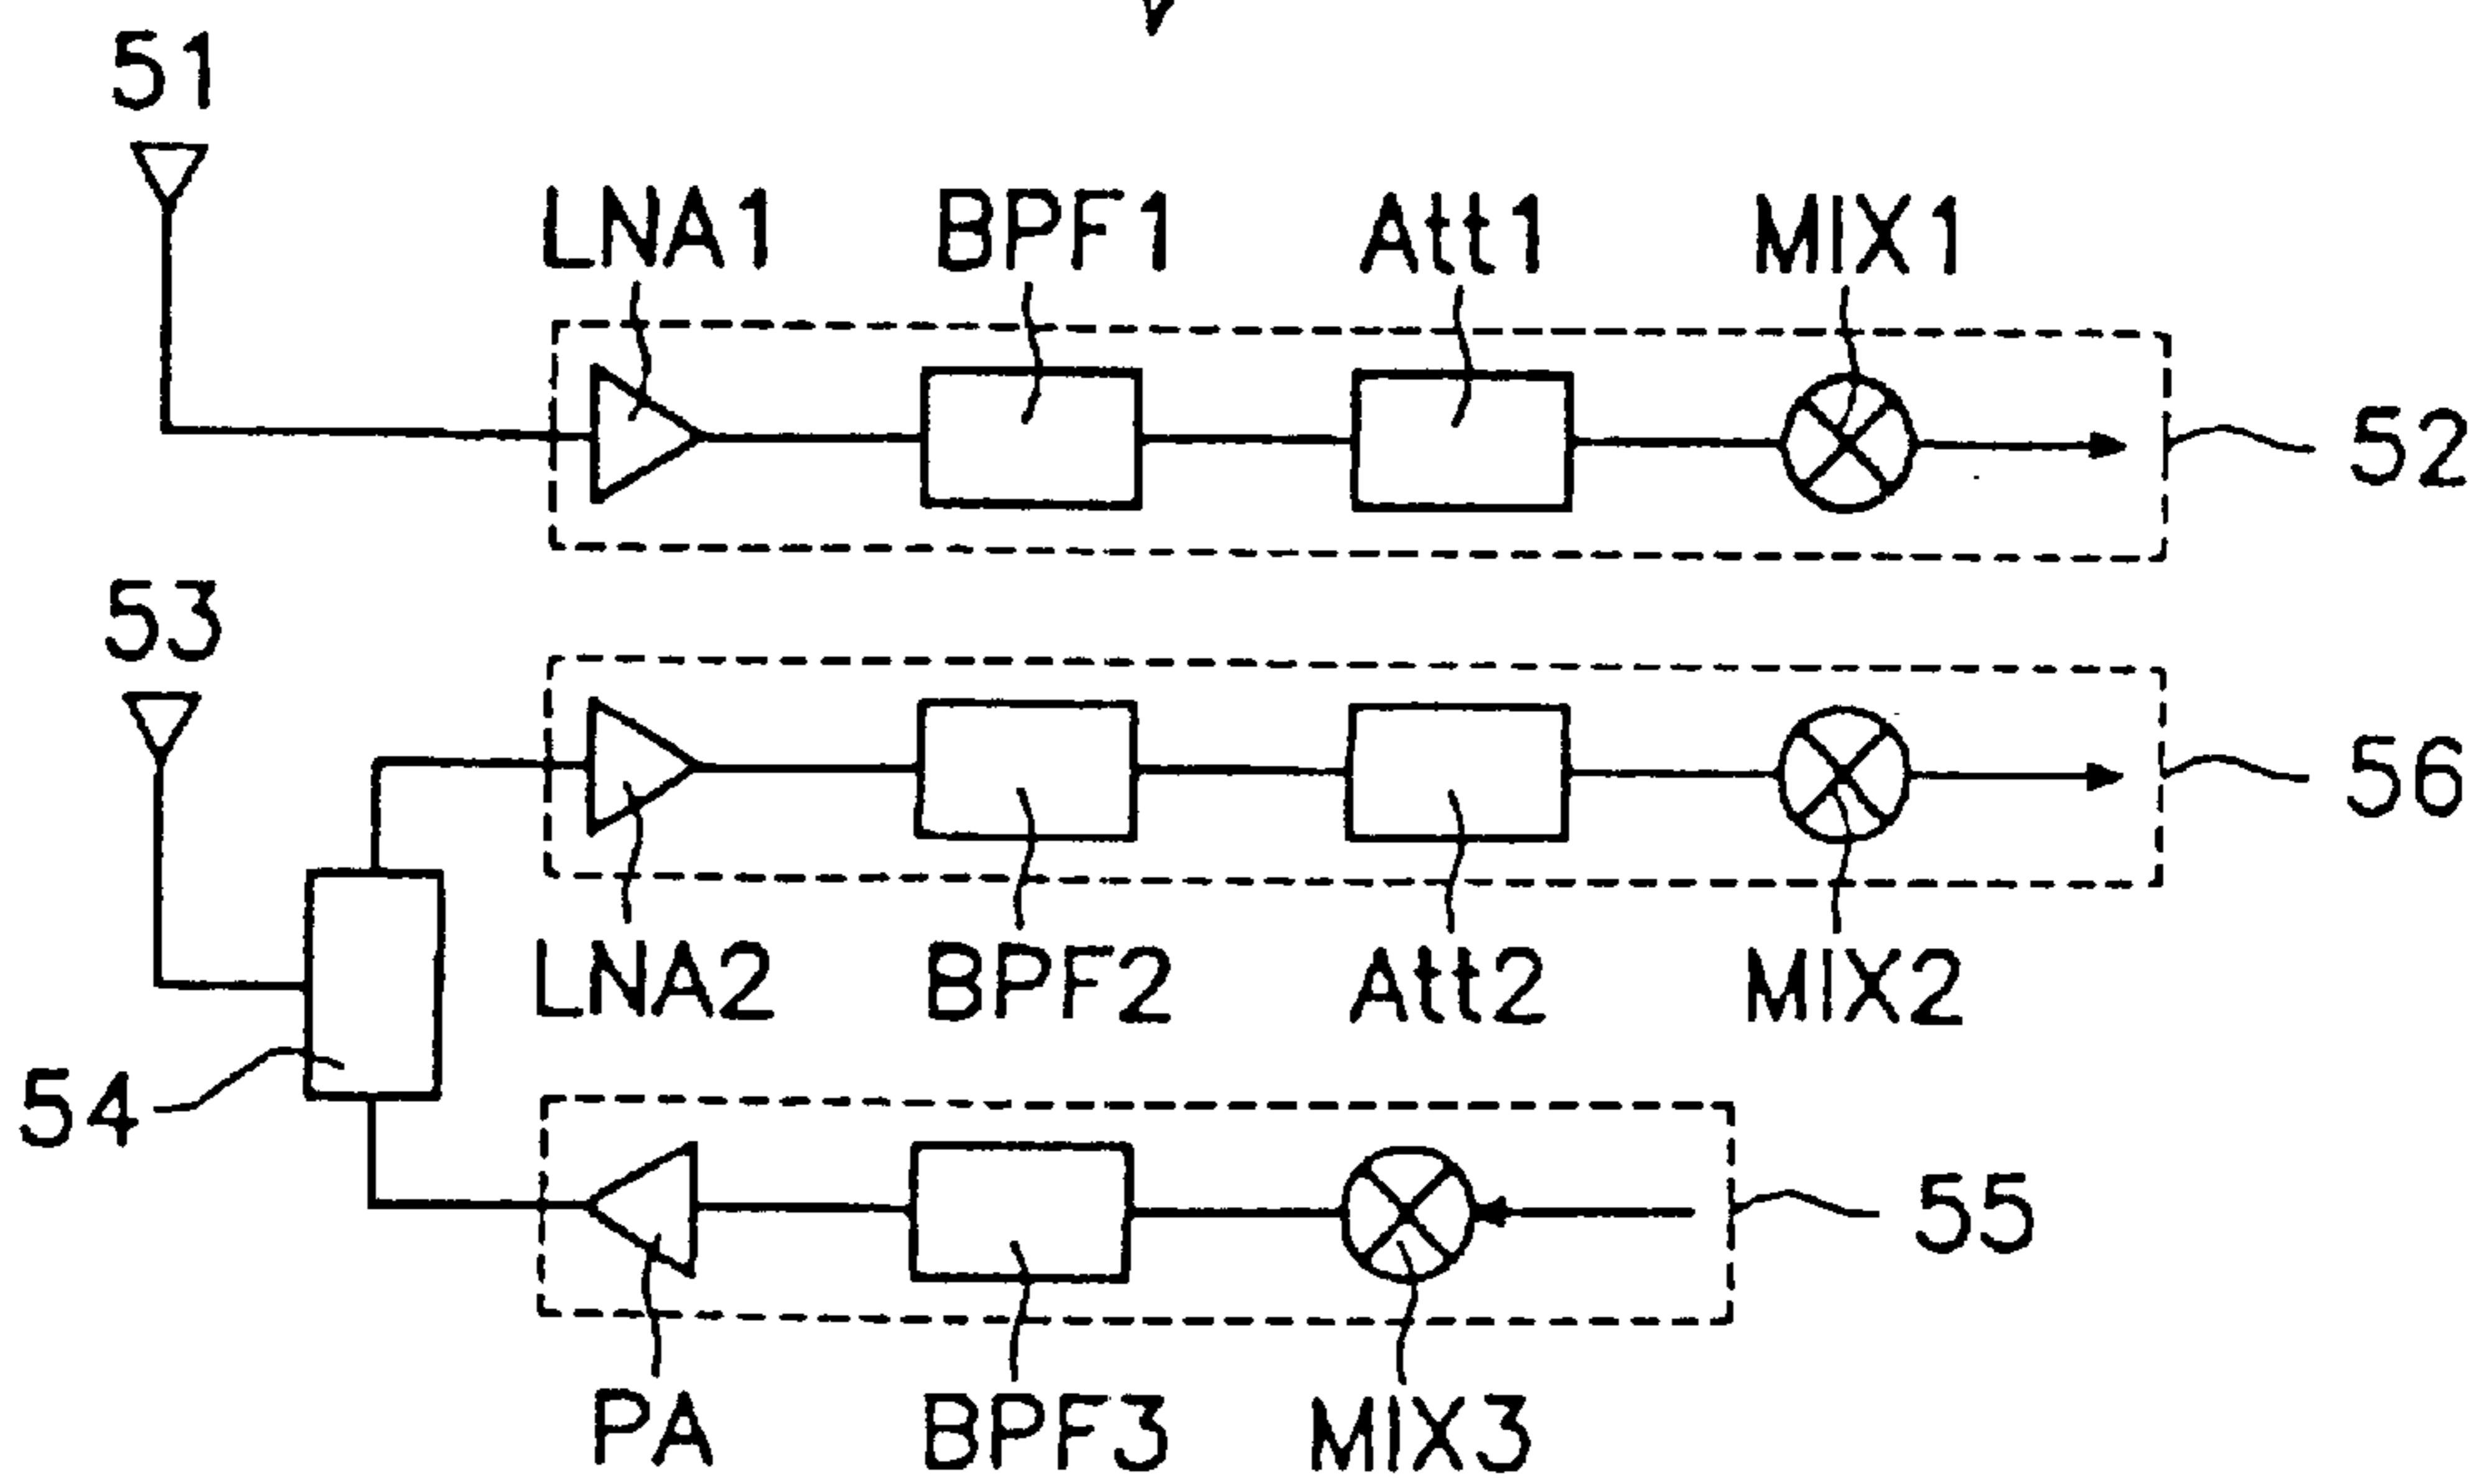 51
LNA1 BPF1 Att1 MIX1
52
53
56
LNA2 BPF2 Att2 MIX2
54
55
PA BPF3 MIX3